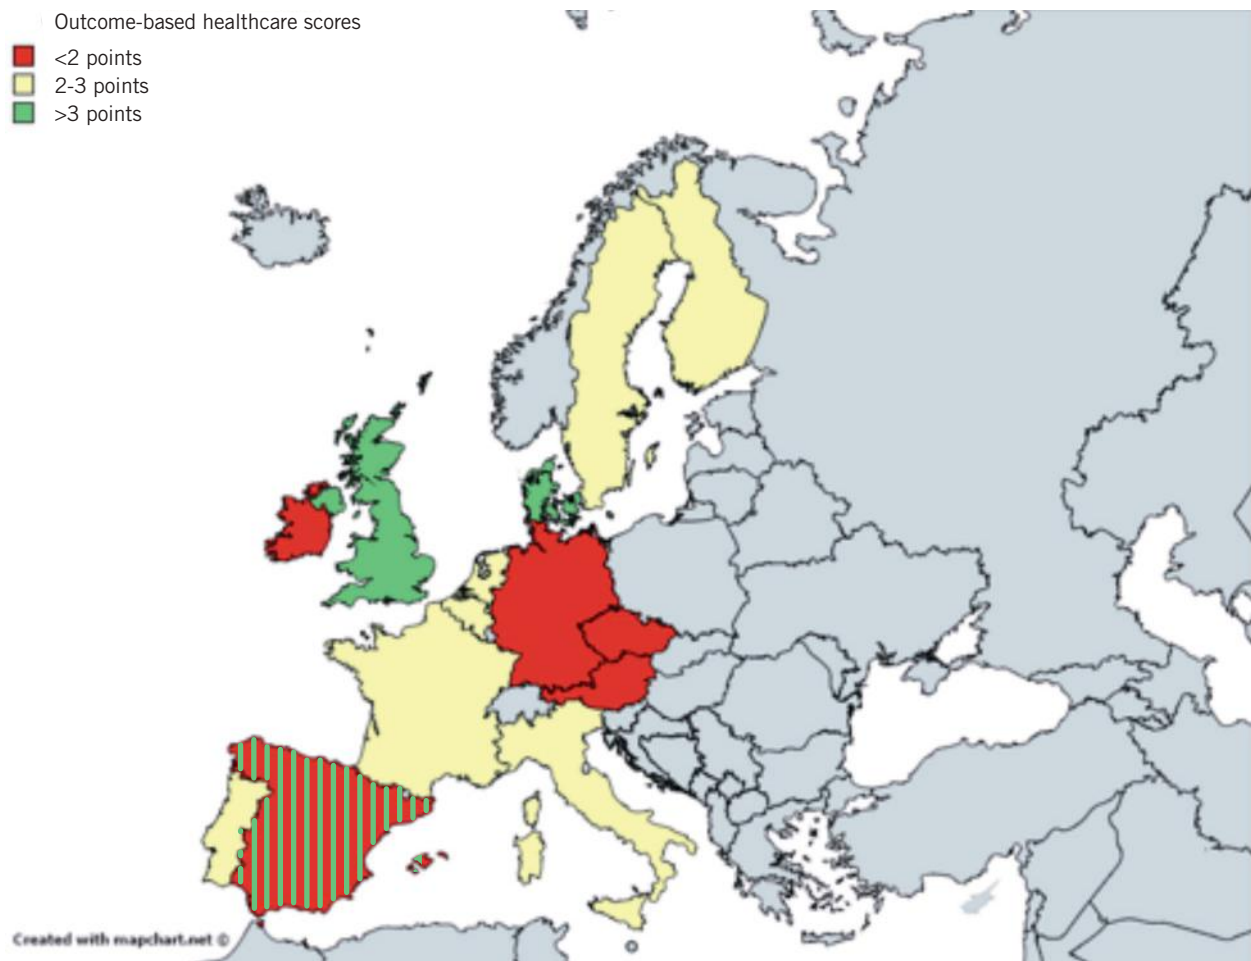 Outcome-based healthcare scores
<2 points
2-3 points
>3 points
Created with mapchart.net ©